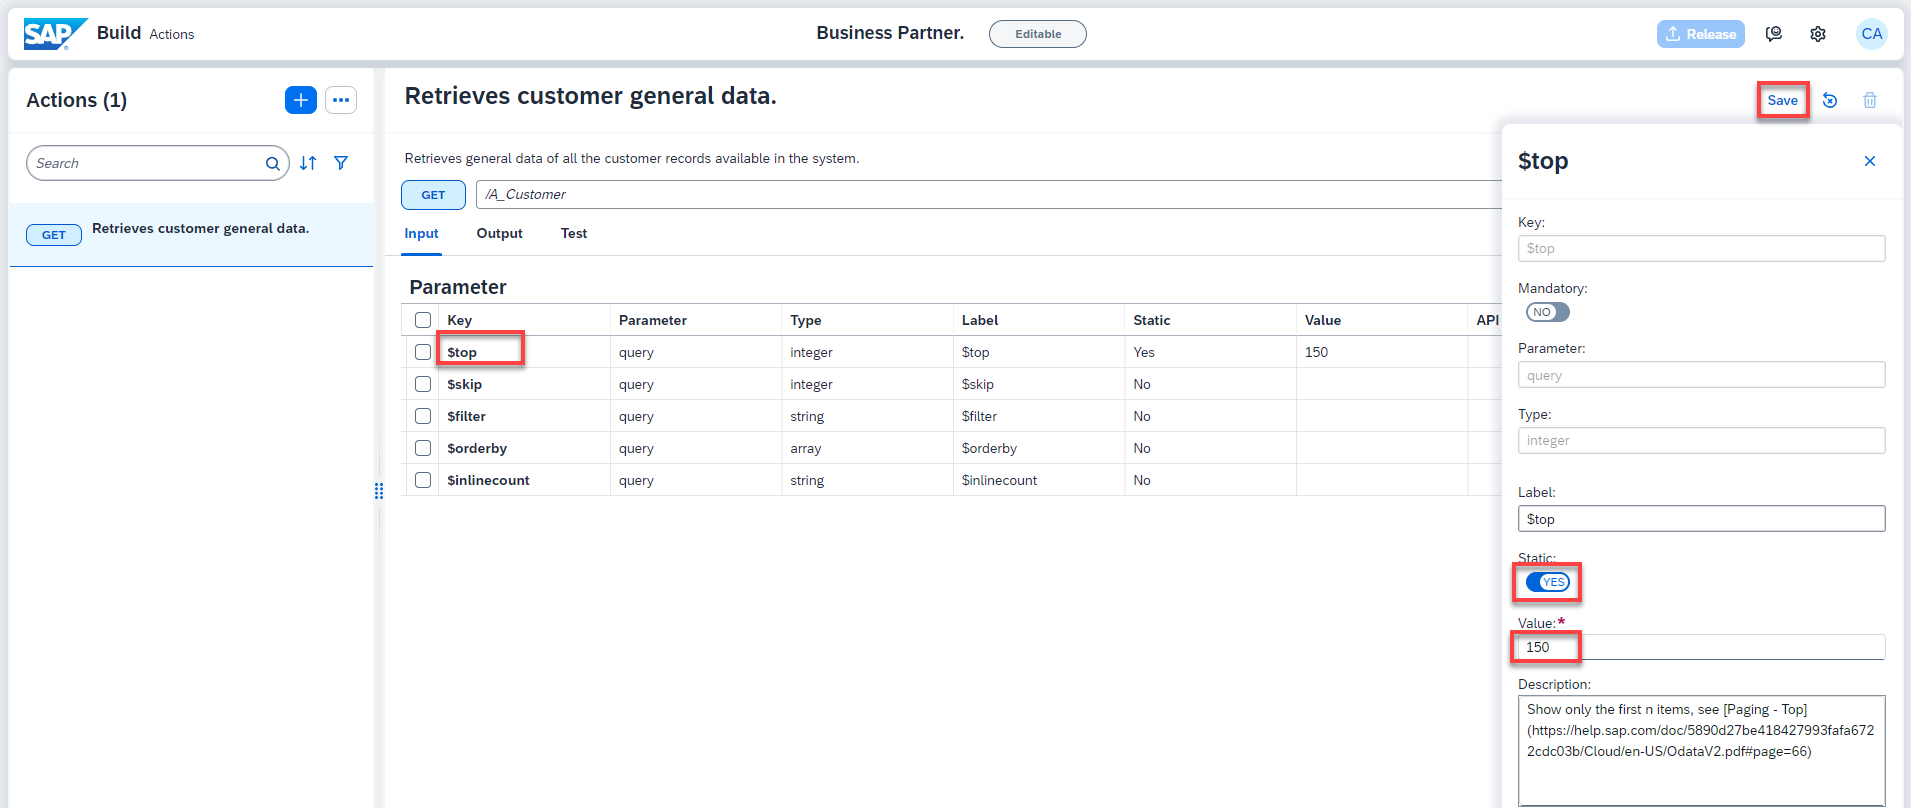 SAP Build Actions
Business Partner.
Editable
Release
CA
Actions (1)
Search
GET Retrieves customer general data.
Retrieves customer general data.
Save
Retrieves general data of all the customer records available in the system.
GET /A_Customer
Input Output Test
Parameter
Key Parameter Type Label Static Value API
$top query integer $top Yes 150
$skip query integer $skip No
$filter query string $filter No
$orderby query array $orderby No
$inlinecount query string $inlinecount No
$top
Key:
$top
Mandatory:
NO
Parameter:
query
Type:
integer
Label:
$top
Static:
YES
Value:*
150
Description:
Show only the first n items, see [Paging - Top]
(https://help.sap.com/doc/5890d27be418427993fafa672
2cdc03b/Cloud/en-US/OdataV2.pdf#page=66)